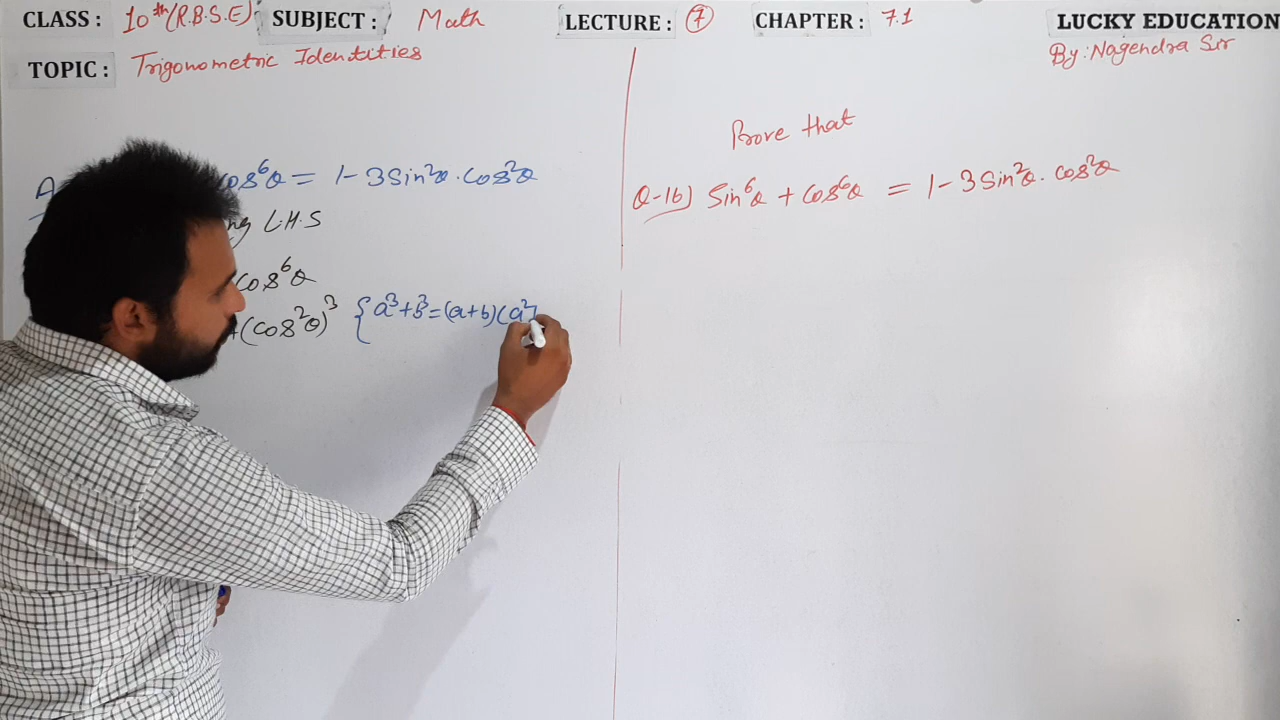 CLASS : 10th (R.B.S.E) SUBJECT : Math LECTURE : 7 CHAPTER : 7.1 LUCKY EDUCATION
TOPIC : Trigonometric Identities By: Nagendra Sir
A
cos⁶θ = 1-3Sin²θ.Cos²θ
ng L.H.S
cos⁶θ
+(cos²θ)³ {a³+b³=(a+b)(a²
Prove that
Q-16) Sin⁶θ + cos⁶θ = 1-3Sin²θ.cos²θ